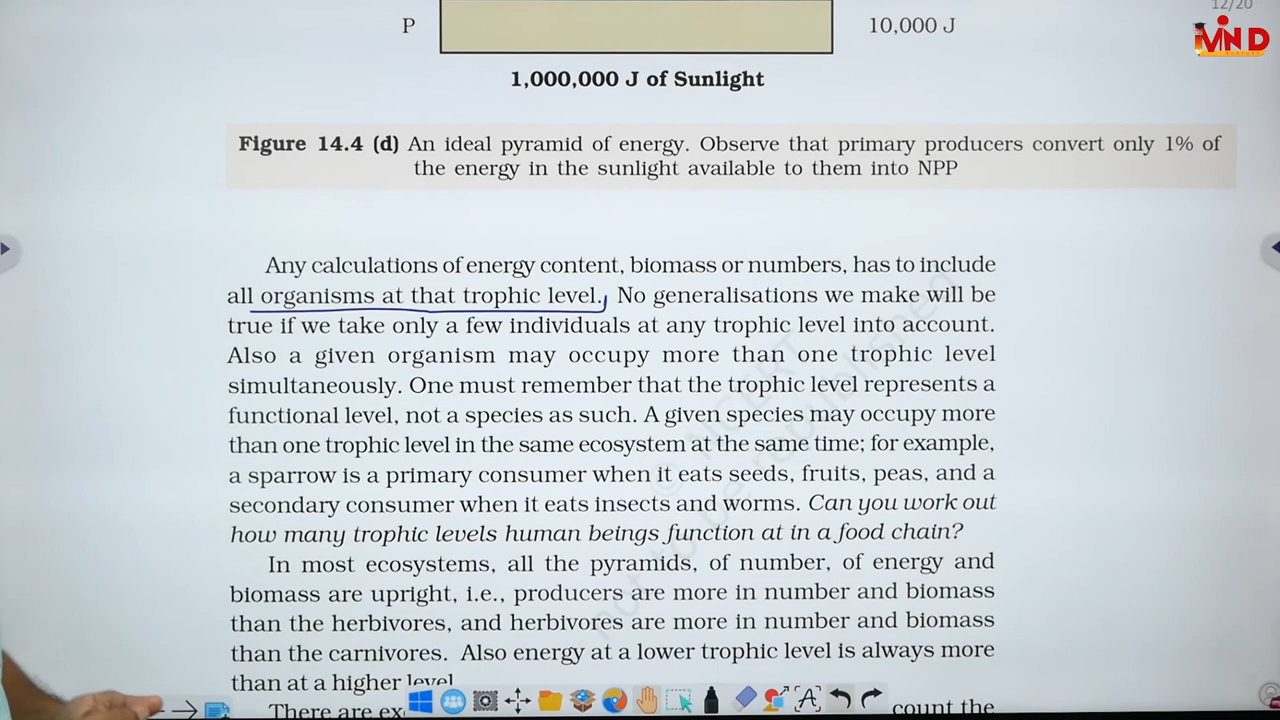 12/20
P
10,000 J
MIND
1,000,000 J of Sunlight
Figure 14.4 (d) An ideal pyramid of energy. Observe that primary producers convert only 1% of
the energy in the sunlight available to them into NPP
Any calculations of energy content, biomass or numbers, has to include
all organisms at that trophic level. No generalisations we make will be
true if we take only a few individuals at any trophic level into account.
Also a given organism may occupy more than one trophic level
simultaneously. One must remember that the trophic level represents a
functional level, not a species as such. A given species may occupy more
than one trophic level in the same ecosystem at the same time; for example,
a sparrow is a primary consumer when it eats seeds, fruits, peas, and a
secondary consumer when it eats insects and worms. Can you work out
how many trophic levels human beings function at in a food chain?
In most ecosystems, all the pyramids, of number, of energy and
biomass are upright, i.e., producers are more in number and biomass
than the herbivores, and herbivores are more in number and biomass
than the carnivores. Also energy at a lower trophic level is always more
than at a higher level
There are
count the
© NCERT
not to be republished